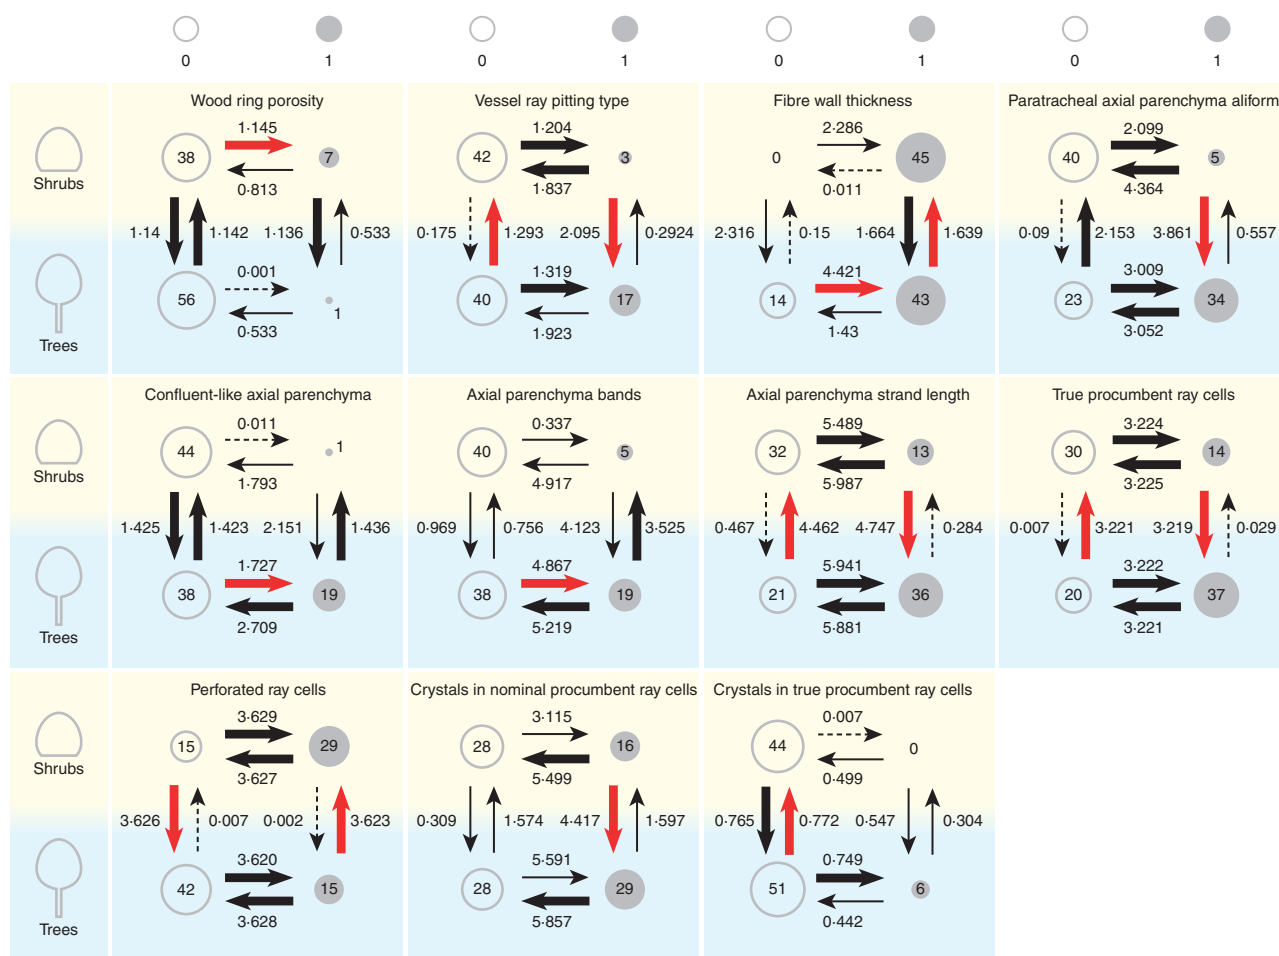 0 1 0 1 0 1 0 1
Wood ring porosity Vessel ray pitting type Fibre wall thickness Paratracheal axial parenchyma aliform
1·145 1·204 2·286 2·099
38 7 42 3 0 45 40 5
Shrubs
0·813 1·837 0·011 4·364
1·14 1·142 1·136 0·533 0·175 1·293 2·095 0·2924 2·316 0·15 1·664 1·639 0·09 2·153 3·861 0·557
0·001 1·319 4·421 3·009
56 1 40 17 14 43 23 34
0·533 1·923 1·43 3·052
Trees
Confluent-like axial parenchyma Axial parenchyma bands Axial parenchyma strand length True procumbent ray cells
0·011 0·337 5·489 3·224
44 1 40 5 32 13 30 14
Shrubs
1·793 4·917 5·987 3·225
1·425 1·423 2·151 1·436 0·969 0·756 4·123 3·525 0·467 4·462 4·747 0·284 0·007 3·221 3·219 0·029
1·727 4·867 5·941 3·222
38 19 38 19 21 36 20 37
2·709 5·219 5·881 3·221
Trees
Perforated ray cells Crystals in nominal procumbent ray cells Crystals in true procumbent ray cells
3·629 3·115 0·007
15 29 28 16 44 0
Shrubs
3·627 5·499 0·499
3·626 0·007 0·002 3·623 0·309 1·574 4·417 1·597 0·765 0·772 0·547 0·304
3·620 5·591 0·749
42 15 28 29 51 6
3·628 5·857 0·442
Trees